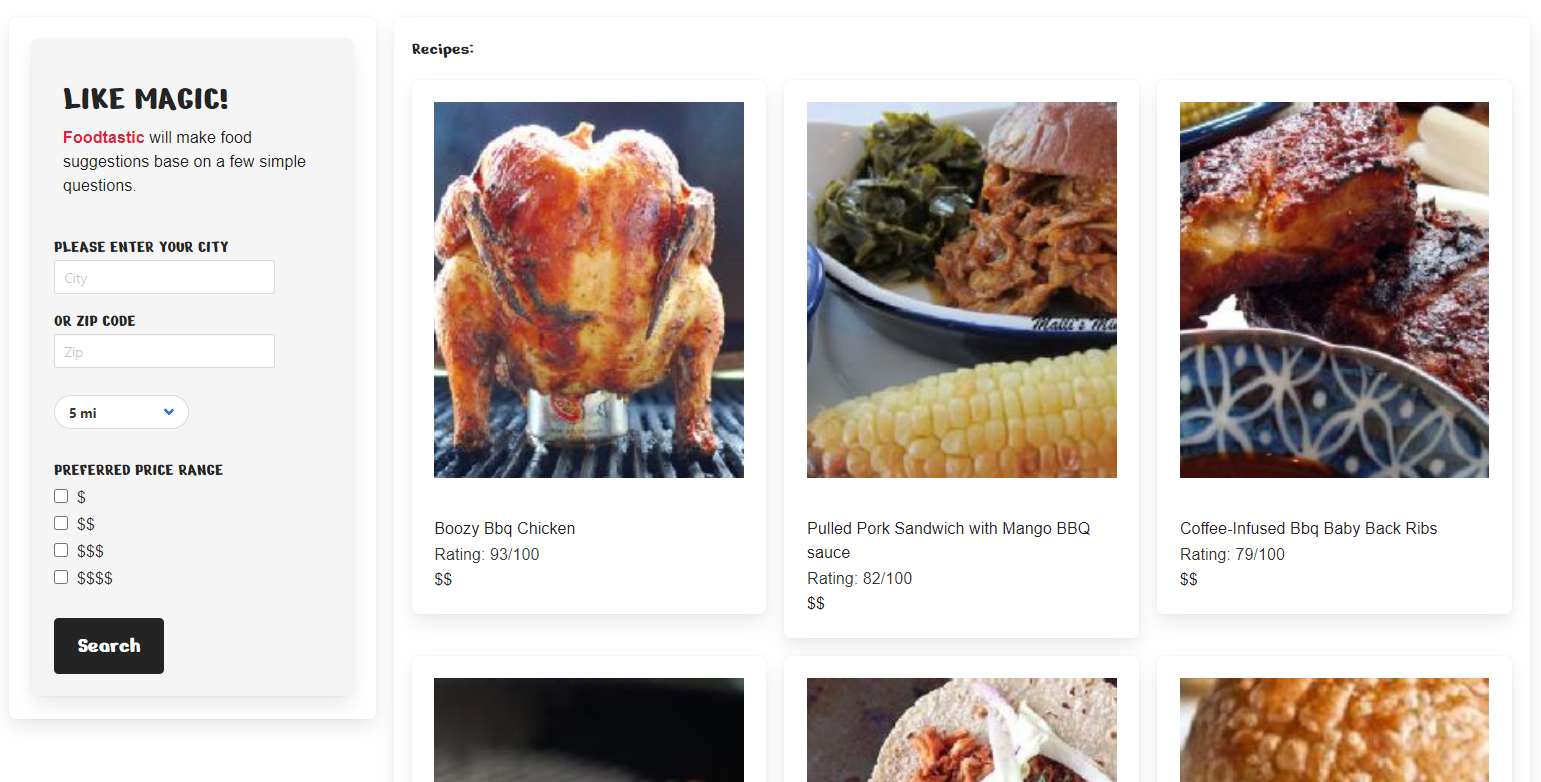 LIKE MAGIC!
Foodtastic will make food
suggestions base on a few simple
questions.
PLEASE ENTER YOUR CITY
City
OR ZIP CODE
Zip
5 mi
PREFERRED PRICE RANGE
$
$$
$$$
$$$$
Search
Recipes:
Boozy Bbq Chicken
Rating: 93/100
$$
Pulled Pork Sandwich with Mango BBQ
sauce
Rating: 82/100
$$
Coffee-Infused Bbq Baby Back Ribs
Rating: 79/100
$$